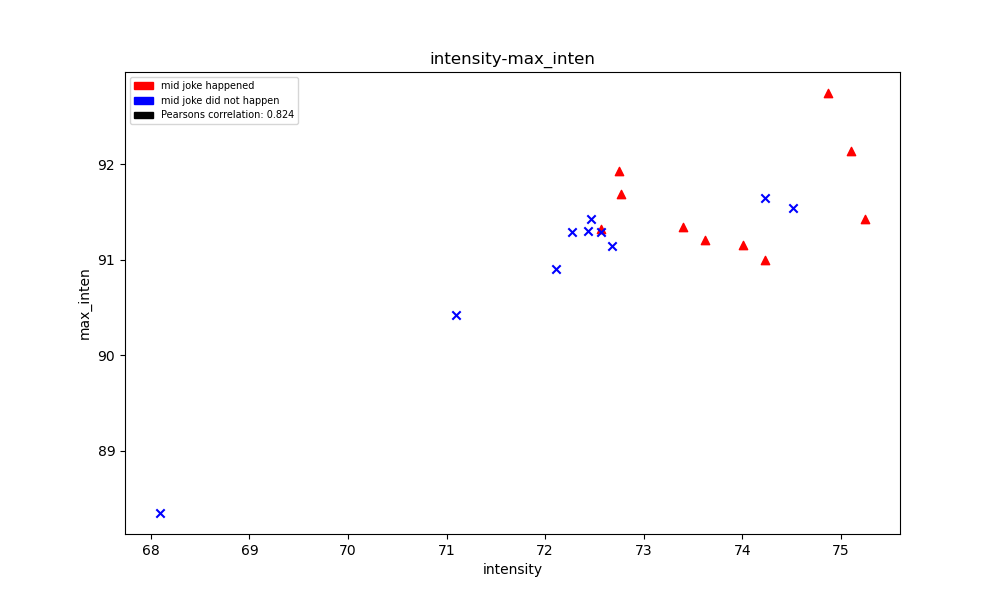 intensity-max_inten
mid joke happened
mid joke did not happen
Pearsons correlation: 0.824
92
91
90
89
max_inten
68 69 70 71 72 73 74 75
intensity